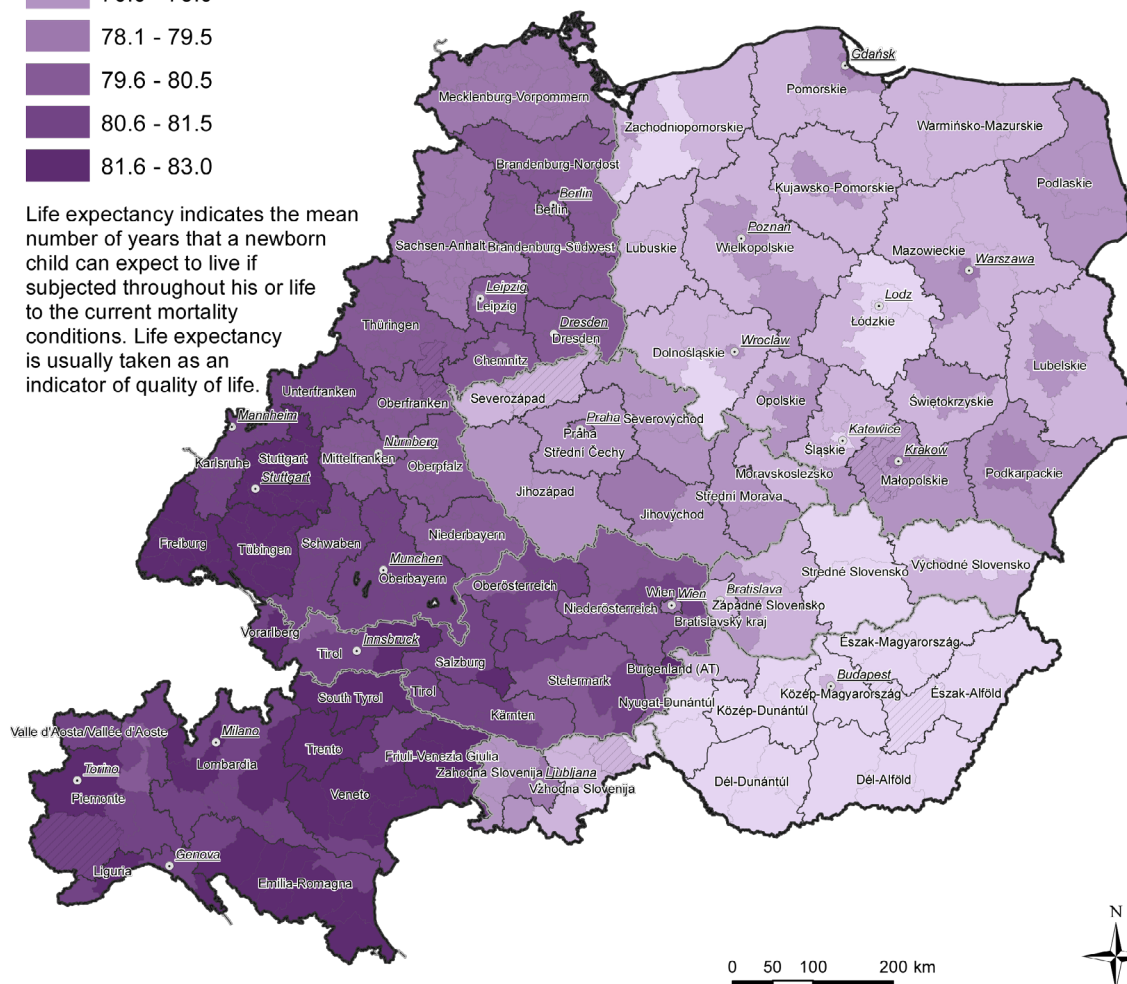 78.1 - 79.5
79.6 - 80.5
80.6 - 81.5
81.6 - 83.0
Life expectancy indicates the mean
number of years that a newborn
child can expect to live if
subjected throughout his or life
to the current mortality
conditions. Life expectancy
is usually taken as an
indicator of quality of life.
Gdańsk
Pomorskie
Mecklenburg-Vorpommern
Zachodniopomorskie
Warmińsko-Mazurskie
Brandenburg-Nordost
Kujawsko-Pomorskie
Podlaskie
Berlin
Berlin
Poznań
Wielkopolskie
Sachsen-Anhalt
Brandenburg-Südwest
Lubuskie
Mazowieckie
Warszawa
Leipzig
Leipzig
Lodz
Łódzkie
Thüringen
Dresden
Dresden
Dolnośląskie
Wroclaw
Chemnitz
Lubelskie
Unterfranken
Oberfranken
Severozápad
Opolskie
Świętokrzyskie
Mannheim
Praha
Praha
Severovýchod
Katowice
Śląskie
Nürnberg
Mittelfranken
Oberpfalz
Střední Čechy
Krakow
Małopolskie
Podkarpackie
Karlsruhe
Stuttgart
Stuttgart
Moravskoslezsko
Jihozápad
Střední Morava
Jihovýchod
Freiburg
Tübingen
Schwaben
Niederbayern
Munchen
Oberbayern
Oberösterreich
Stredné Slovensko
Východné Slovensko
Wien
Wien
Niederösterreich
Bratislava
Západné Slovensko
Bratislavský kraj
Vorarlberg
Innsbruck
Tirol
Salzburg
Észak-Magyarország
Burgenland (AT)
Budapest
Közép-Magyarország
Észak-Alföld
Steiermark
Nyugat-Dunántúl
Közép-Dunántúl
South Tyrol
Tirol
Kärnten
Valle d'Aosta/Vallée d'Aoste
Milano
Lombardia
Trento
Friuli-Venezia Giulia
Zahodna Slovenija
Ljubljana
Vzhodna Slovenija
Torino
Piemonte
Veneto
Dél-Dunántúl
Dél-Alföld
Genova
Liguria
Emilia-Romagna
N
0 50 100 200 km